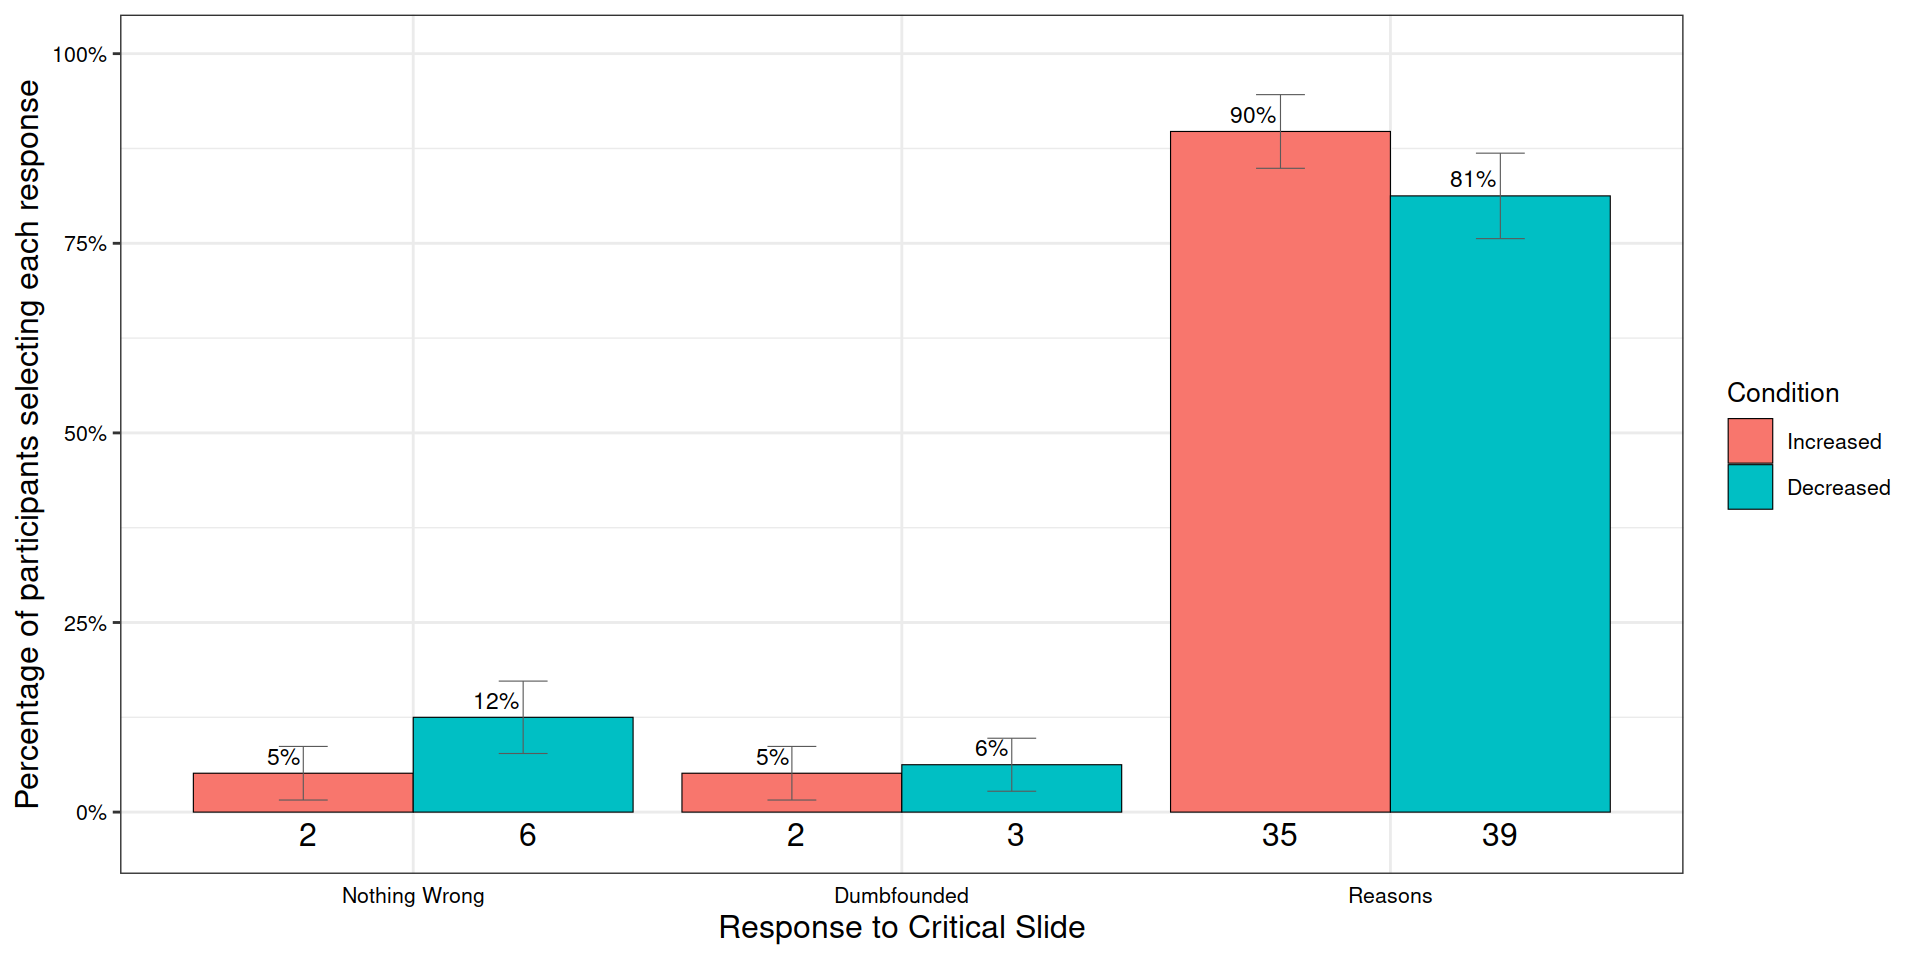 Percentage of participants selecting each response
100%
75%
50%
25%
0%
5%
12%
5%
6%
90%
81%
2
6
2
3
35
39
Nothing Wrong
Dumbfounded
Reasons
Response to Critical Slide
Condition
Increased
Decreased